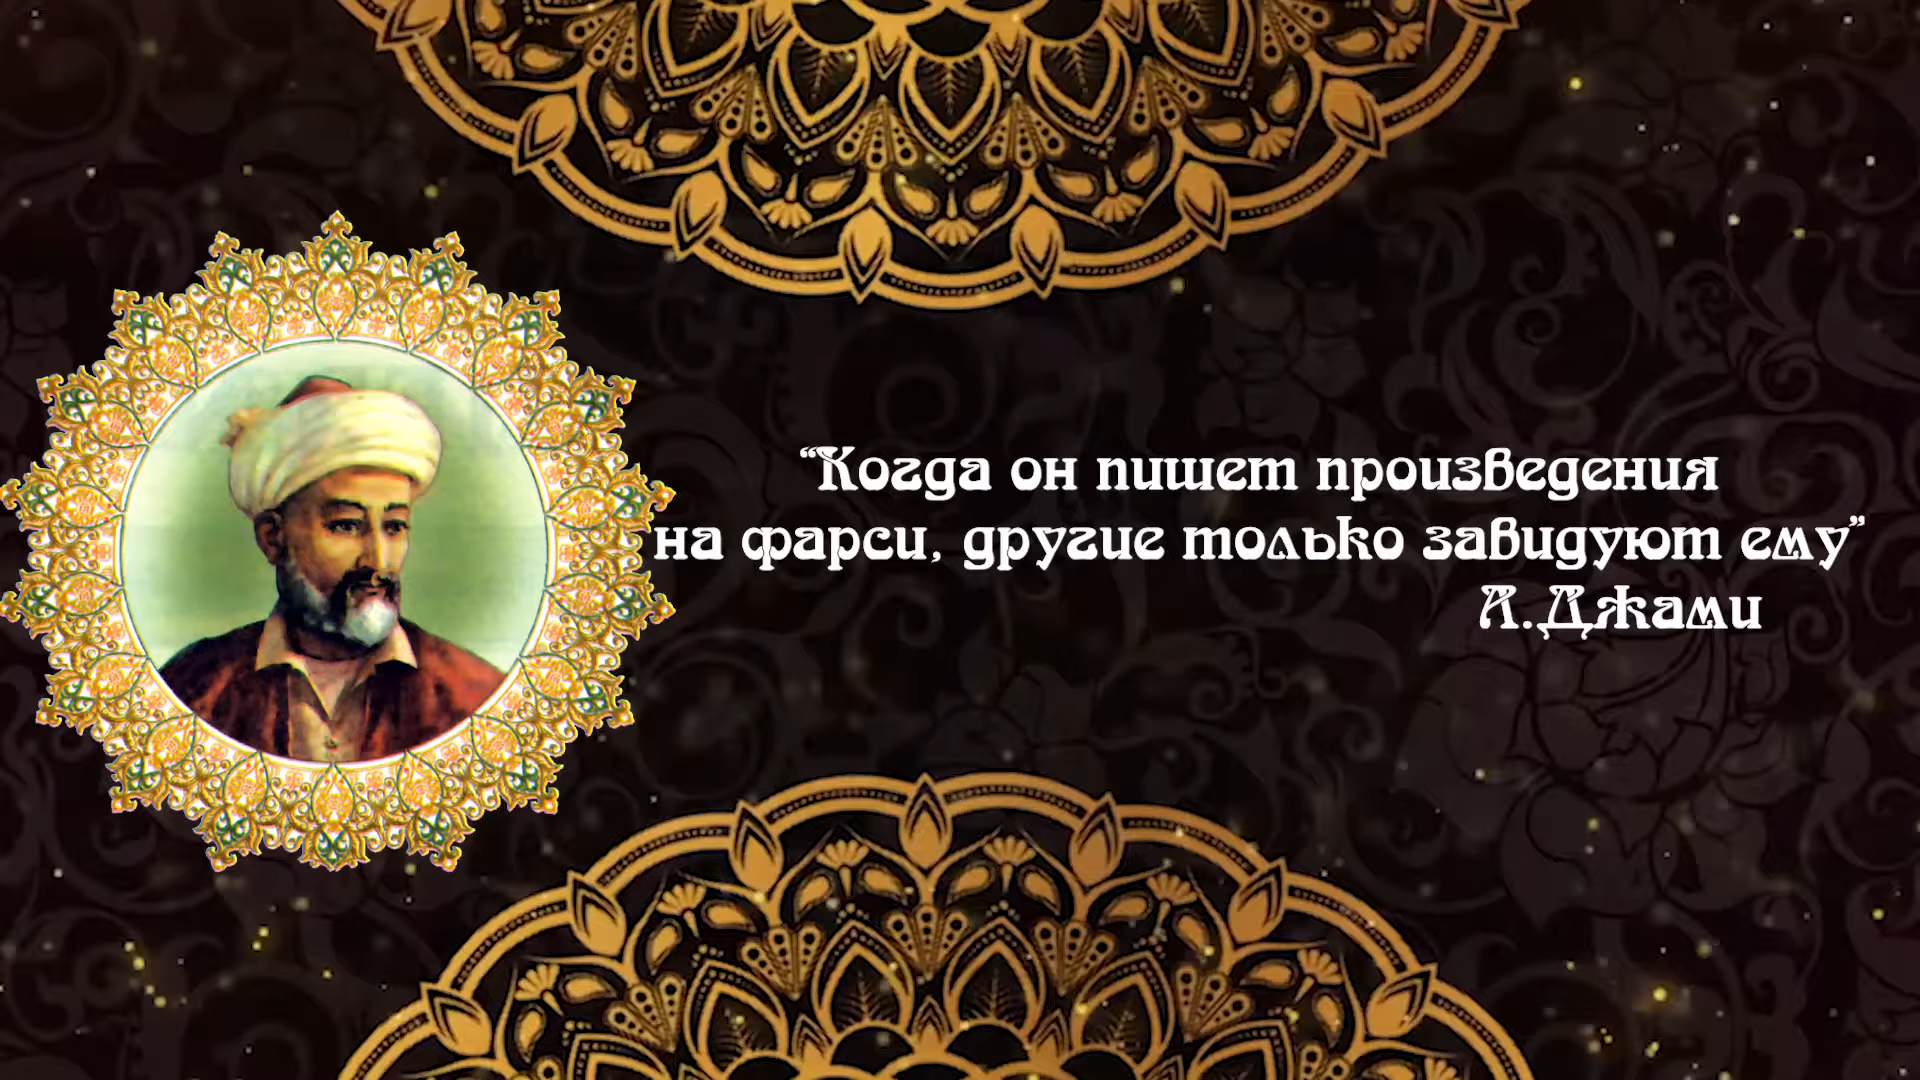 “Когда он пишет произведения
на фарси, другие только завидуют ему”
А.Джами